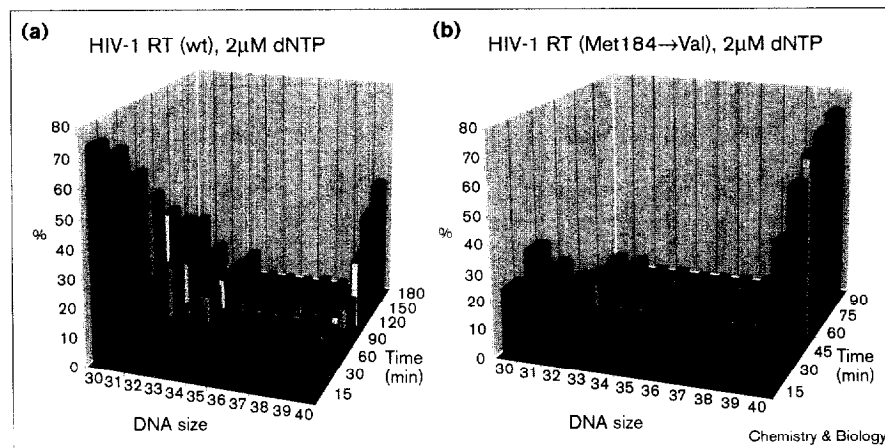 (a)
HIV-1 RT (wt), 2μM dNTP
80
70
60
50
40
30
20
10
0
%
30 31 32 33 34 35 36 37 38 39 40
DNA size
15
30
60
90
120
150
180
Time
(min)
(b)
HIV-1 RT (Met184→Val), 2μM dNTP
80
70
60
50
40
30
20
10
0
%
30 31 32 33 34 35 36 37 38 39 40
DNA size
15
30
45
60
75
90
Time
(min)
Chemistry & Biology